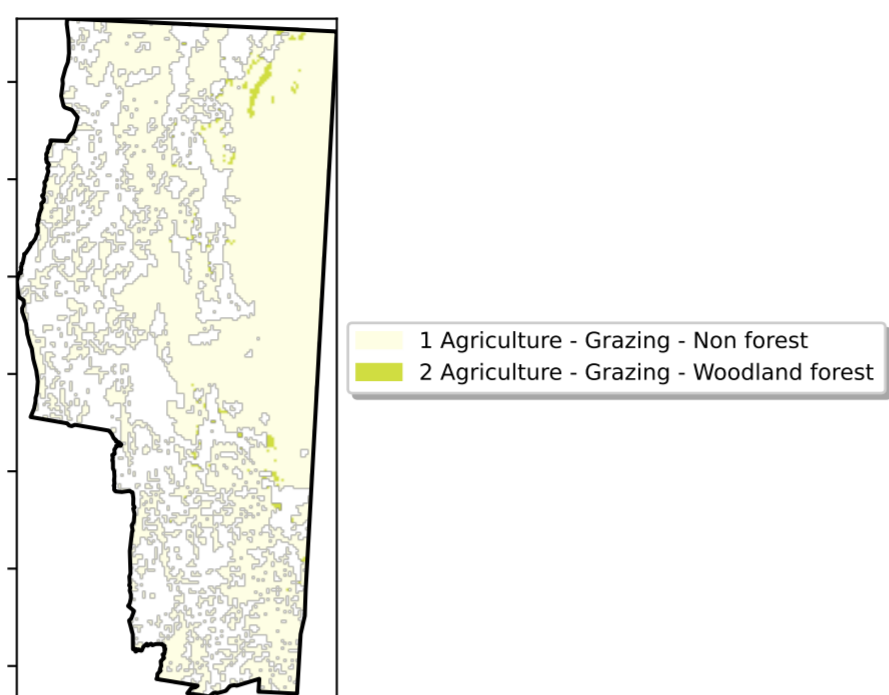 1 Agriculture - Grazing - Non forest
2 Agriculture - Grazing - Woodland forest